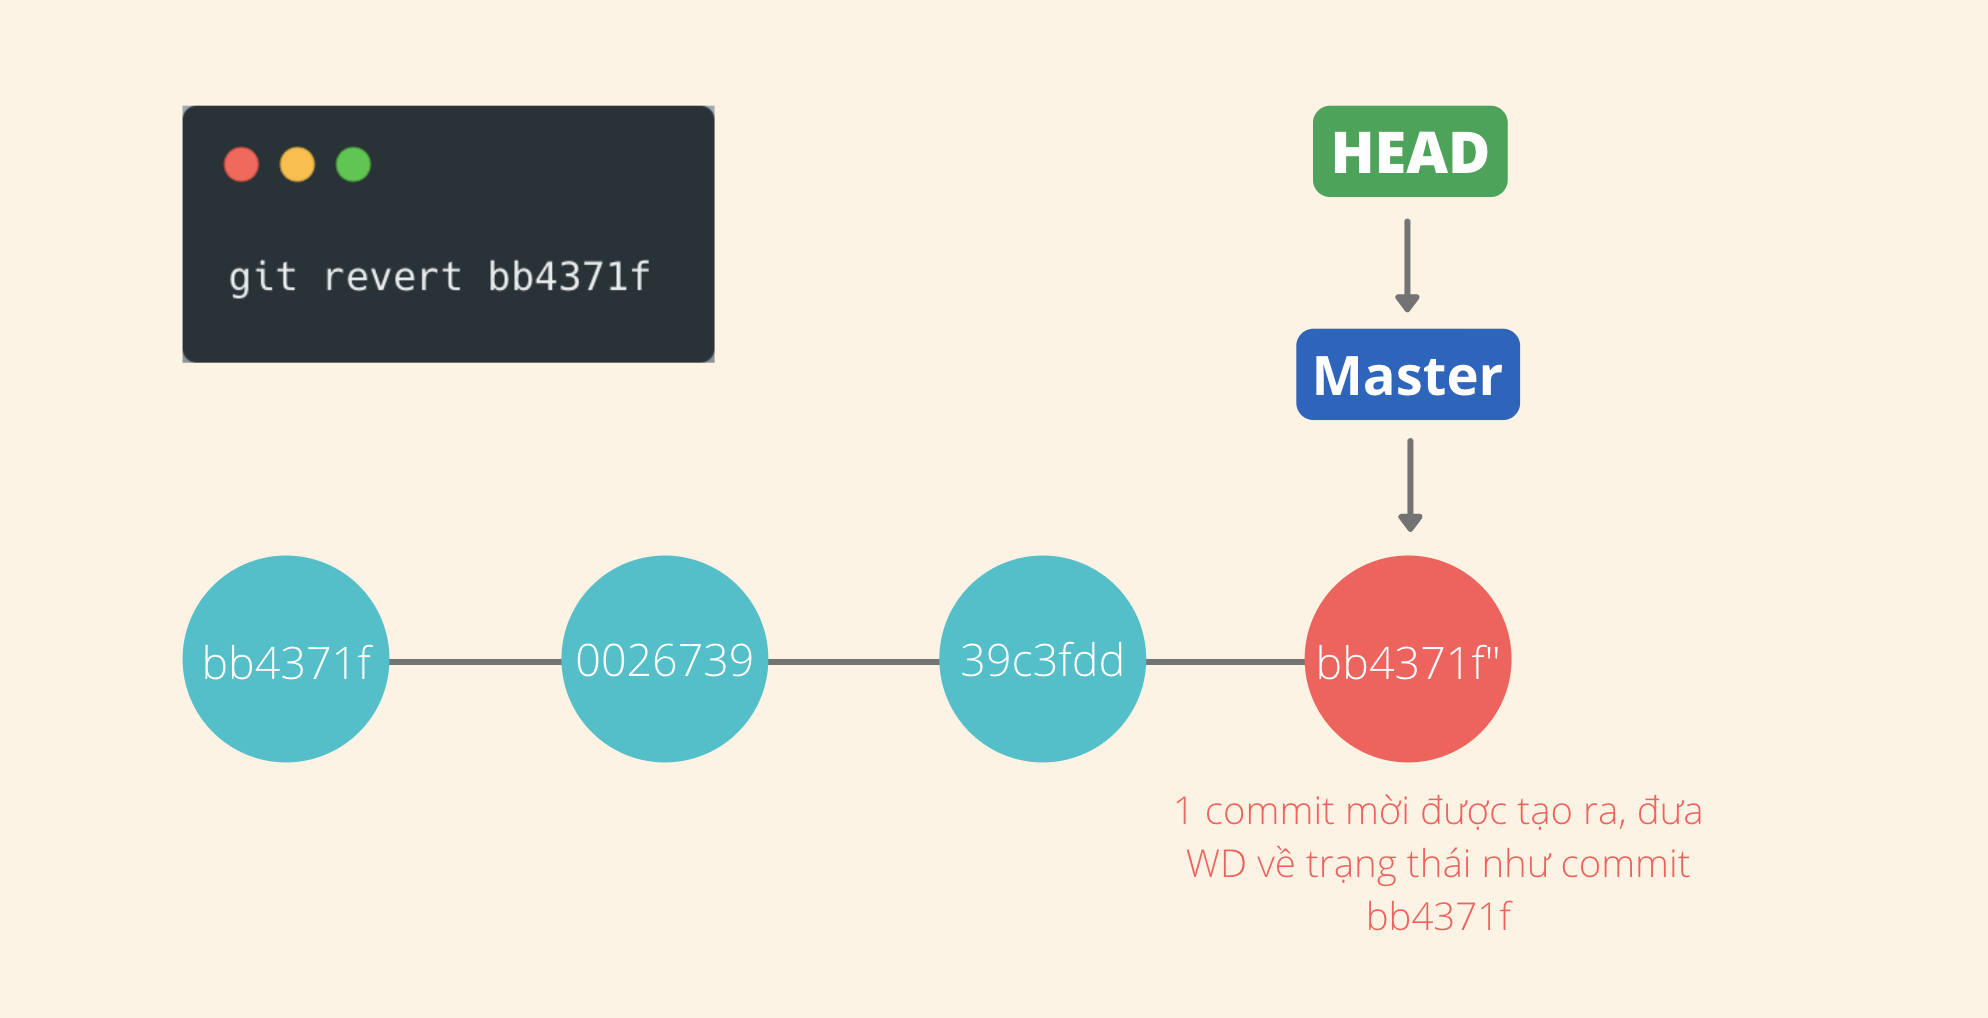 git revert bb4371f
HEAD
Master
bb4371f
0026739
39c3fdd
bb4371f"
1 commit mời được tạo ra, đưa
WD về trạng thái như commit
bb4371f